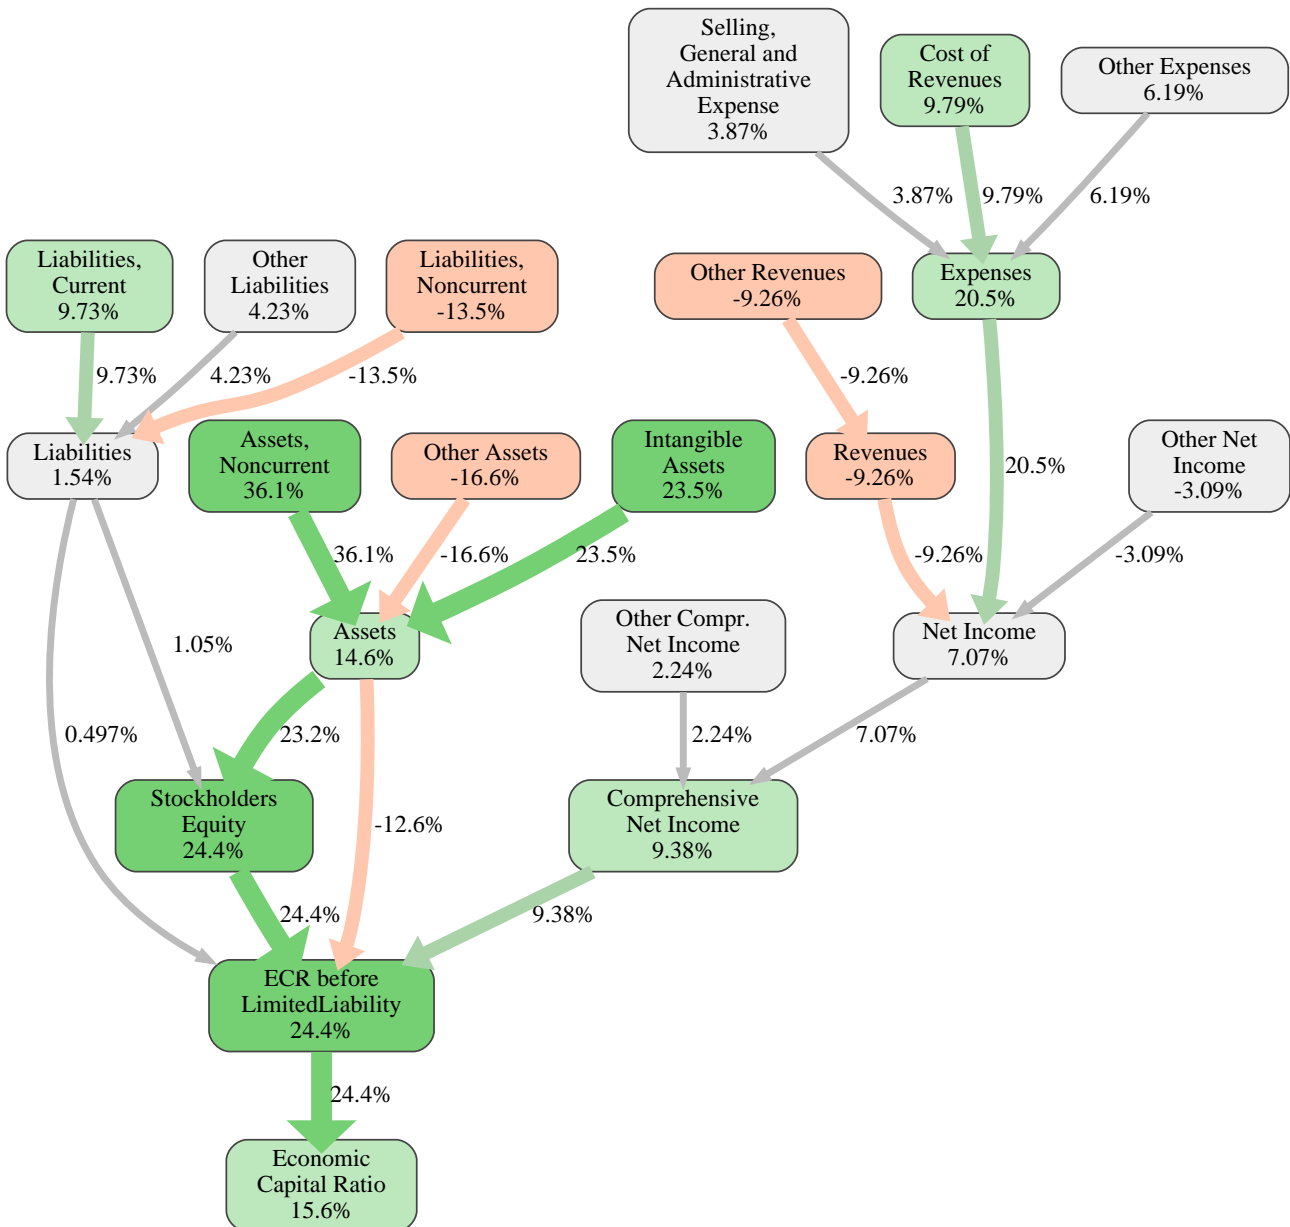 Selling,
General and
Administrative
Expense
3.87%
Cost of
Revenues
9.79%
Other Expenses
6.19%
3.87%
9.79%
6.19%
Liabilities,
Current
9.73%
Other
Liabilities
4.23%
Liabilities,
Noncurrent
-13.5%
Other Revenues
-9.26%
Expenses
20.5%
9.73%
4.23%
-13.5%
-9.26%
20.5%
Liabilities
1.54%
Assets,
Noncurrent
36.1%
Other Assets
-16.6%
Intangible
Assets
23.5%
Revenues
-9.26%
Other Net
Income
-3.09%
36.1%
-16.6%
23.5%
-9.26%
-3.09%
1.05%
Assets
14.6%
Other Compr.
Net Income
2.24%
Net Income
7.07%
0.497%
23.2%
-12.6%
2.24%
7.07%
Stockholders
Equity
24.4%
Comprehensive
Net Income
9.38%
24.4%
9.38%
ECR before
LimitedLiability
24.4%
24.4%
Economic
Capital Ratio
15.6%